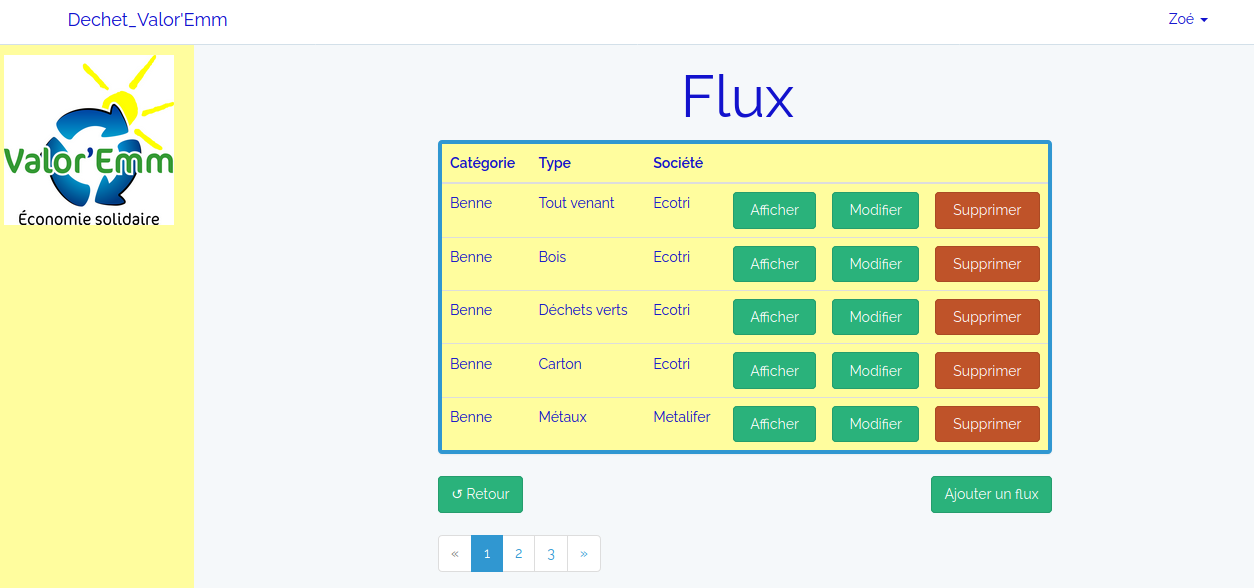 Dechet_Valor'Emm
Zoé
Valor'Emm
Économie solidaire
Flux
Catégorie Type Société
Benne Tout venant Ecotri Afficher Modifier Supprimer
Benne Bois Ecotri Afficher Modifier Supprimer
Benne Déchets verts Ecotri Afficher Modifier Supprimer
Benne Carton Ecotri Afficher Modifier Supprimer
Benne Métaux Metalifer Afficher Modifier Supprimer
↺ Retour Ajouter un flux
« 1 2 3 »